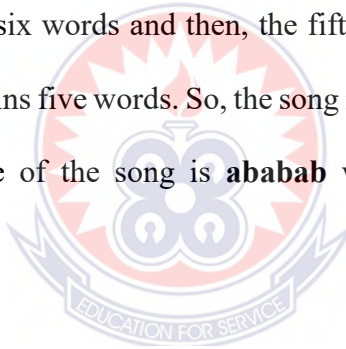 six words and then, the fift
ins five words. So, the song
e of the song is ababab
EDUCATION FOR SERVICE